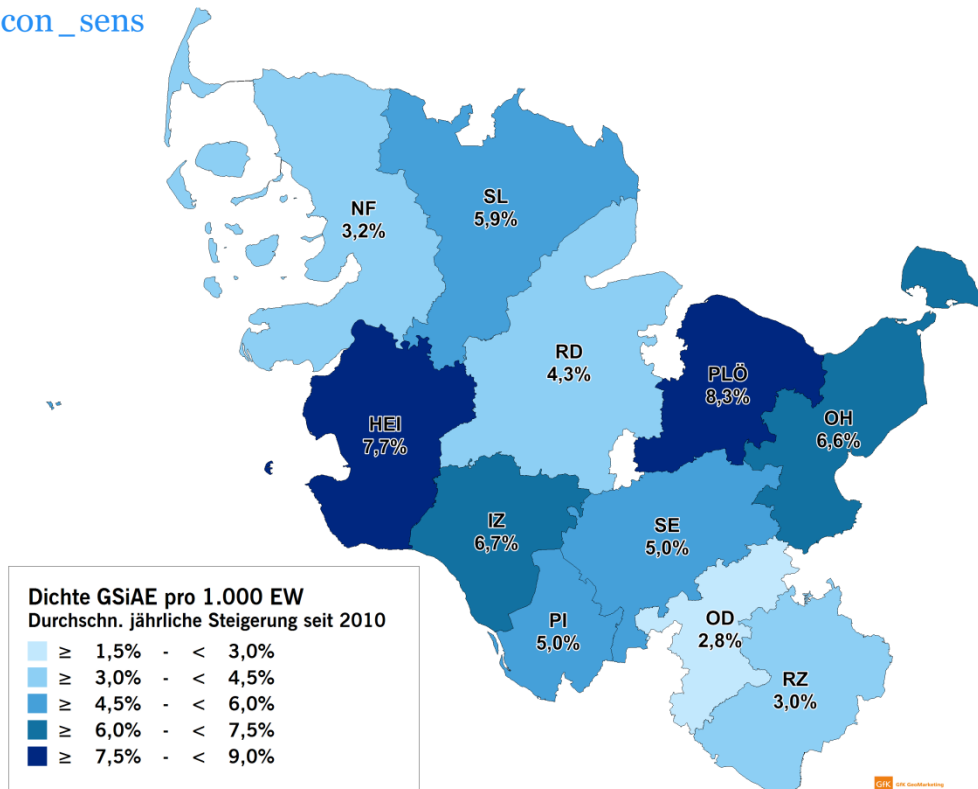 con_sens
NF
3,2%
SL
5,9%
RD
4,3%
PLÖ
8,3%
OH
6,6%
HEI
7,7%
IZ
6,7%
SE
5,0%
PI
5,0%
OD
2,8%
RZ
3,0%
Dichte GSiAE pro 1.000 EW
Durchschn. jährliche Steigerung seit 2010
≥ 1,5% - < 3,0%
≥ 3,0% - < 4,5%
≥ 4,5% - < 6,0%
≥ 6,0% - < 7,5%
≥ 7,5% - < 9,0%
GfK GfK GeoMarketing